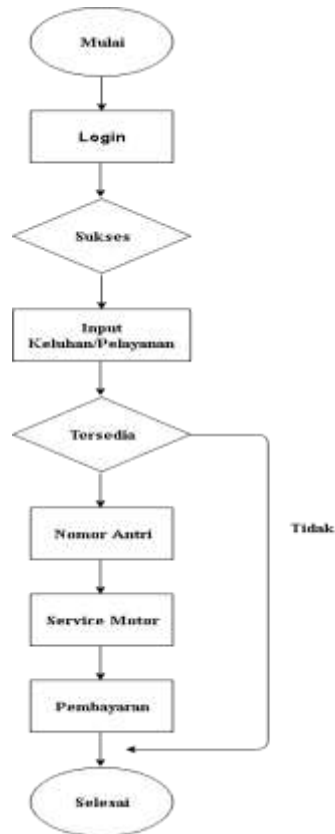 Mulai
Login
Sukses
Input
Keluhan/Pelayanan
Tersedia
Nomor Antri
Tidak
Service Motor
Pembayaran
Selesai